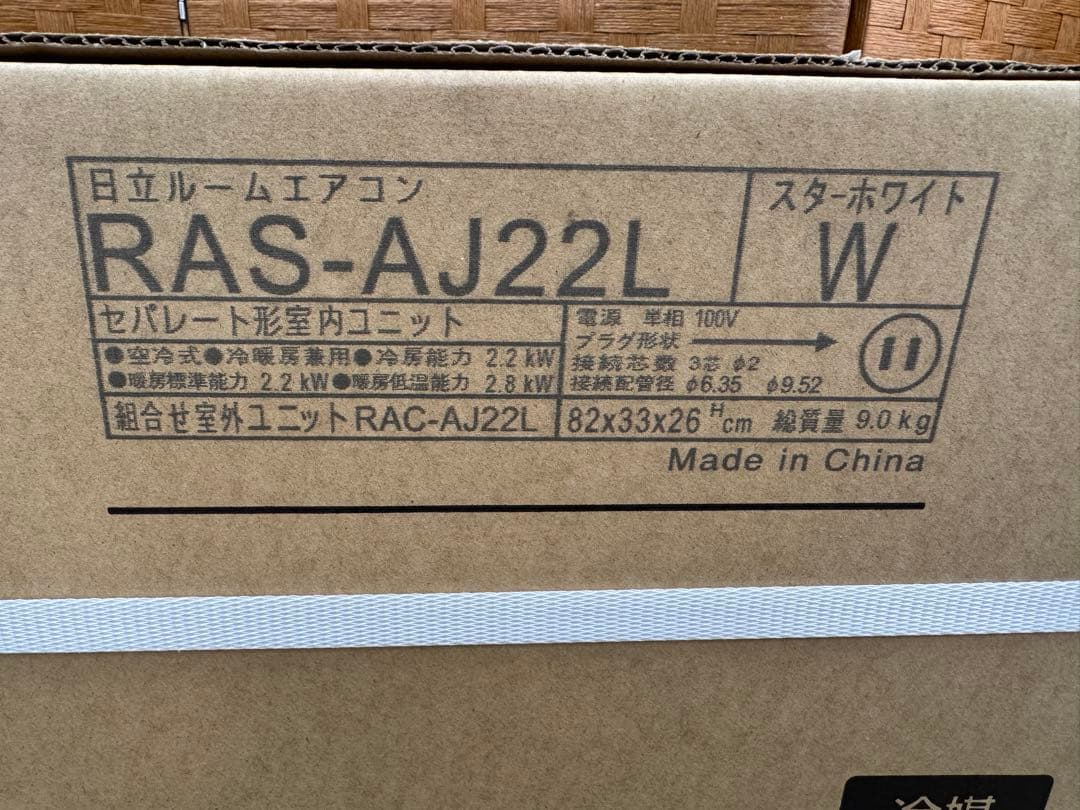 日立ルームエアコン
RAS-AJ22L
スターホワイト
W
セパレート形室内ユニット
●空冷式●冷暖房兼用●冷房能力 2.2 kW
●暖房標準能力 2.2 kW●暖房低温能力 2.8 kW
組合せ室外ユニットRAC-AJ22L
電源 単相 100V
プラグ形状
接続芯数 3芯 φ2
接続配管径 φ6.35 φ9.52
82x33x26 H cm 総質量 9.0 kg
Made in China
冷媒